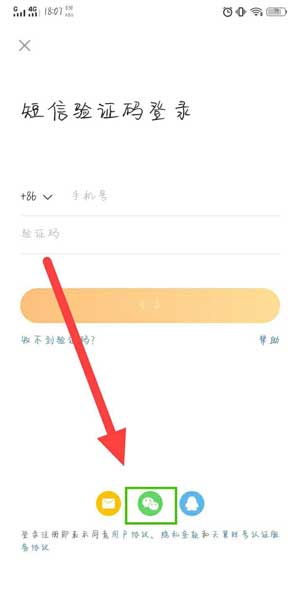 18:07
短信验证码登录
+86 手机号
验证码
收不到验证码? 帮助
登录注册即表示同意用户协议、隐私条款和天翼账号认证服
务协议